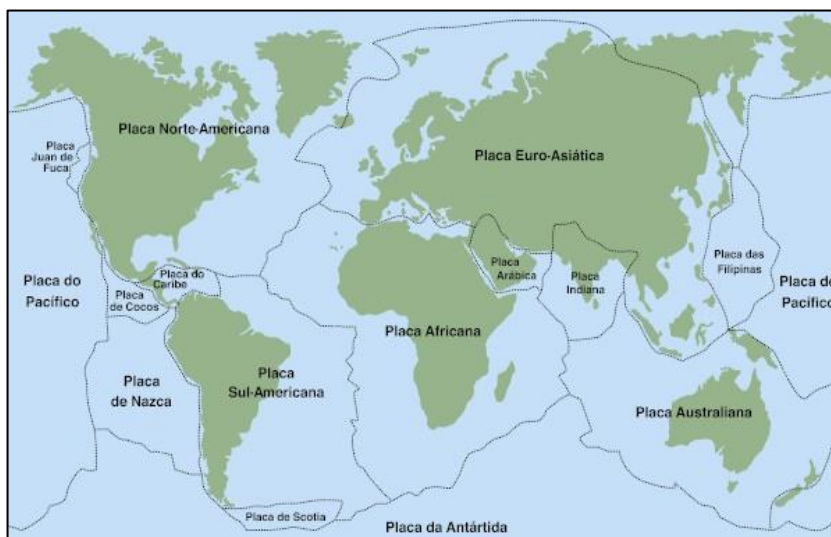 Placa Norte-Americana
Placa
Juan de
Fuca
Placa Euro-Asiática
Placa do
Pacífico
Placa do
Caribe
Placa
de Cocos
Placa
Arábica
Placa
Indiana
Placa das
Filipinas
Placa do
Pacífico
Placa Africana
Placa
Sul-Americana
Placa
de Nazca
Placa Australiana
Placa de Scotia
Placa da Antártida